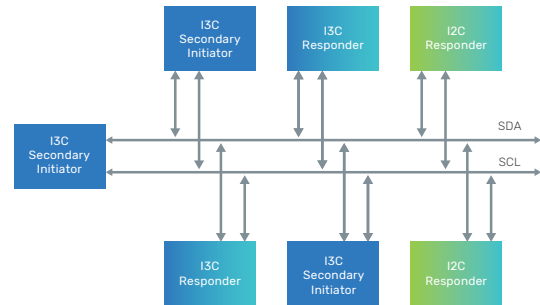 I3C
Secondary
Initiator
I3C
Responder
I2C
Responder
SDA
I3C
Secondary
Initiator
SCL
I3C
Responder
I3C
Secondary
Initiator
I2C
Responder